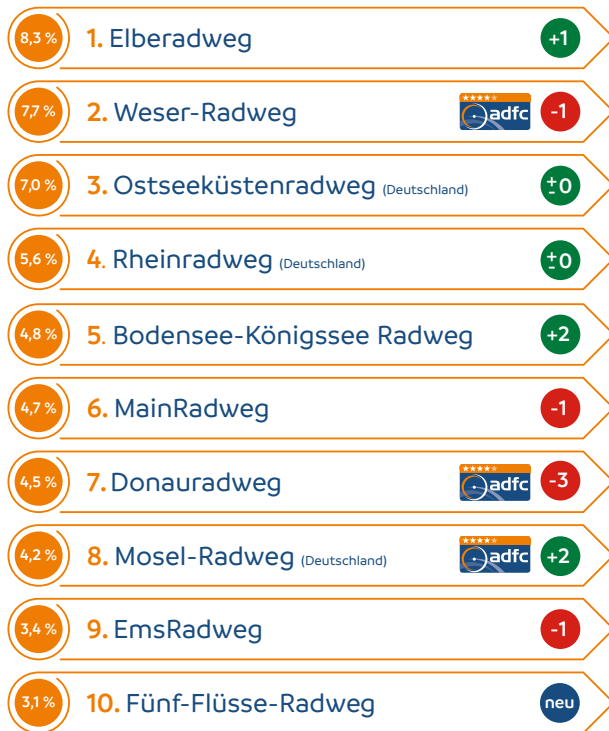 8,3 % 1. Elberadweg +1
7,7 % 2. Weser-Radweg adfc -1
7,0 % 3. Ostseeküstenradweg (Deutschland) ±0
5,6 % 4. Rheinradweg (Deutschland) ±0
4,8 % 5. Bodensee-Königssee Radweg +2
4,7 % 6. MainRadweg -1
4,5 % 7. Donauradweg adfc -3
4,2 % 8. Mosel-Radweg (Deutschland) adfc +2
3,4 % 9. EmsRadweg -1
3,1 % 10. Fünf-Flüsse-Radweg neu